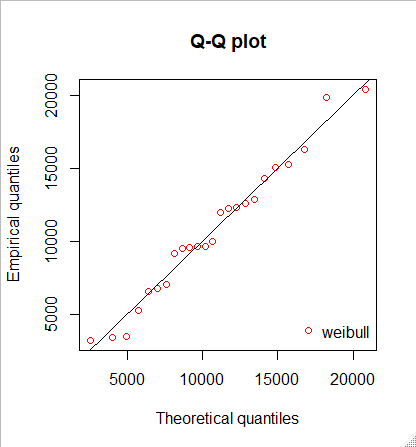 Q-Q plot
20000
15000
10000
5000
Empirical quantiles
weibull
5000 10000 15000 20000
Theoretical quantiles